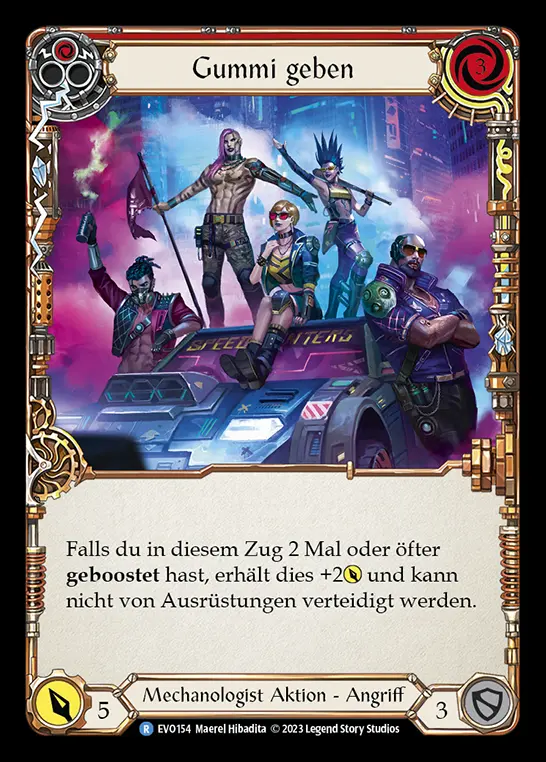 Gummi geben
3
Falls du in diesem Zug 2 Mal oder öfter
geboostet hast, erhält dies +2 und kann
nicht von Ausrüstungen verteidigt werden.
5
Mechanologist Aktion - Angriff
3
R EVO154 Maerel Hibadita © 2023 Legend Story Studios